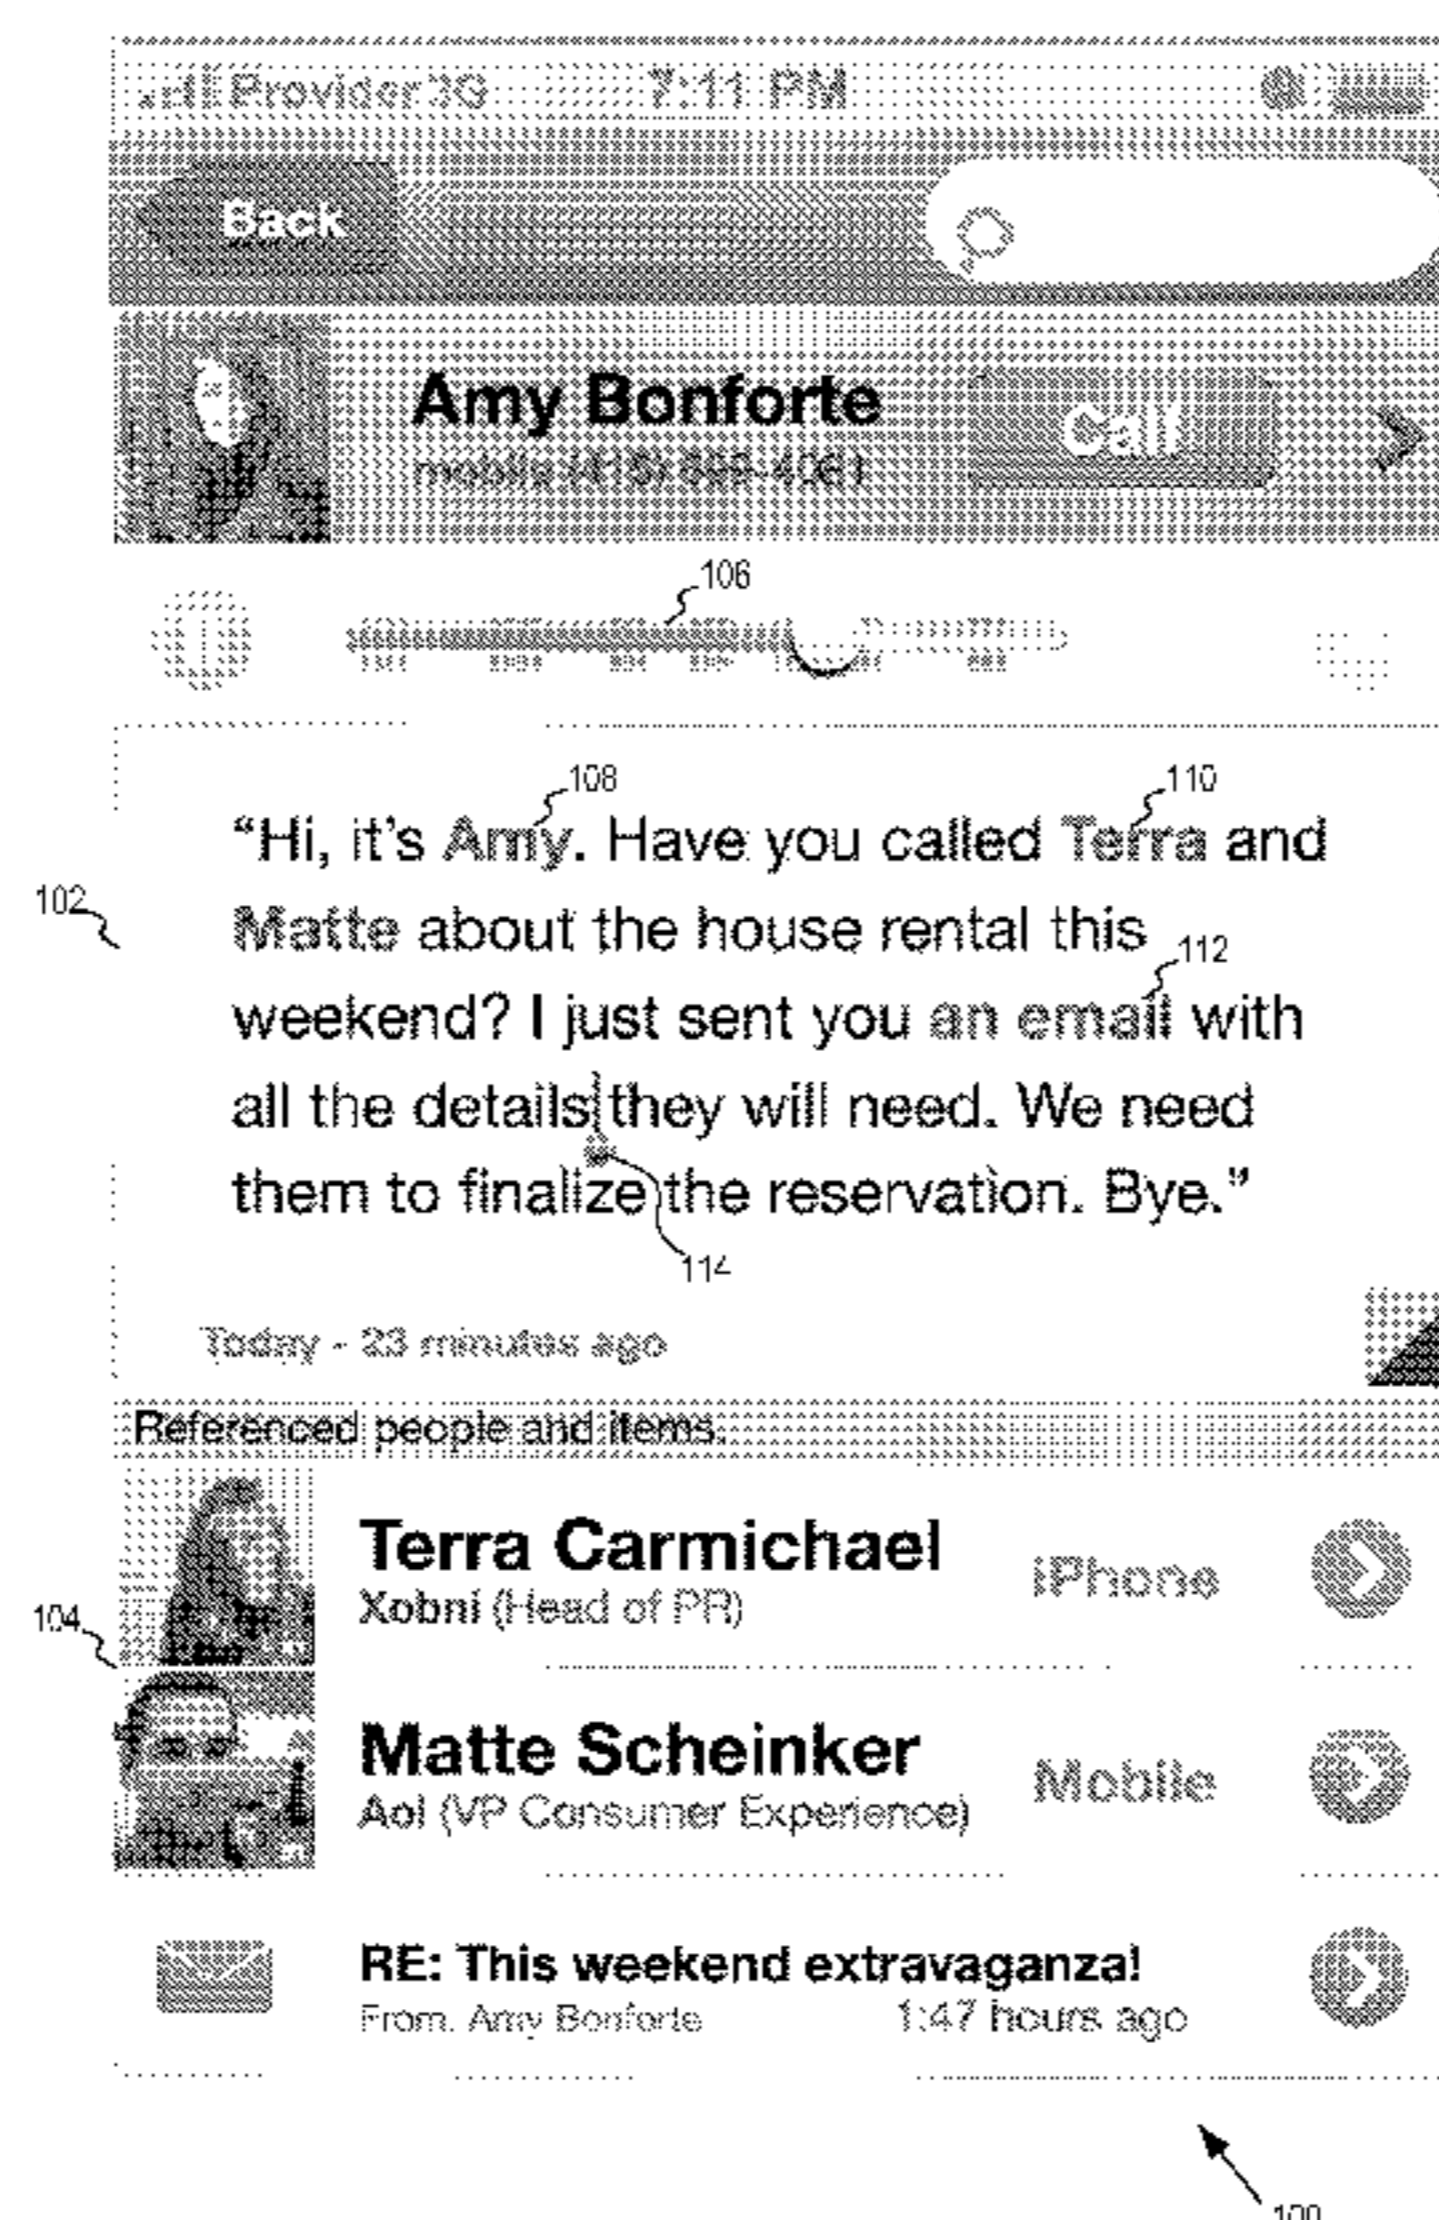 Provider 3G 7:11 PM
Back
Amy Bonforte
Call
mobile (415)
106
108
110
"Hi, it's Amy. Have you called Terra and
102
Matte about the house rental this
112
weekend? I just sent you an email with
all the details they will need. We need
them to finalize the reservation. Bye."
114
Today - 23 minutes ago
Referenced people and items.
Terra Carmichael
iPhone
Xobni (Head of PR)
104
Matte Scheinker
Mobile
Aol (VP Consumer Experience)
RE: This weekend extravaganza!
From. Amy Bonforte 1:47 hours ago
100